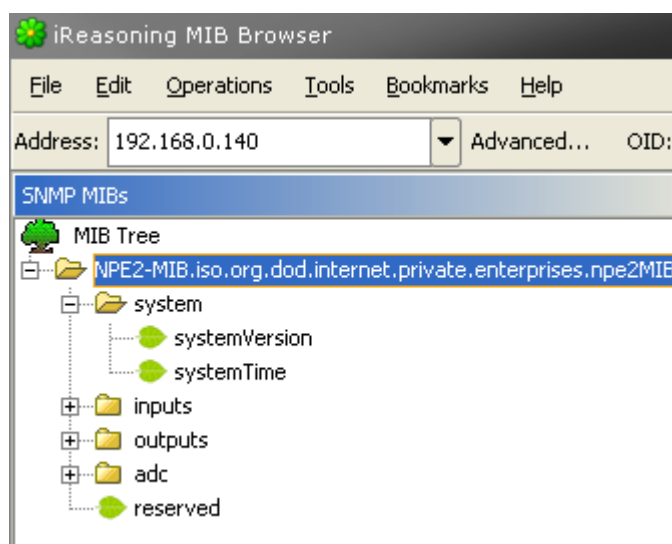 iReasoning MIB Browser
File Edit Operations Tools Bookmarks Help
Address: 192.168.0.140 Advanced... OID:
SNMP MIBs
MIB Tree
NPE2-MIB.iso.org.dod.internet.private.enterprises.npe2MIB
system
systemVersion
systemTime
inputs
outputs
adc
reserved